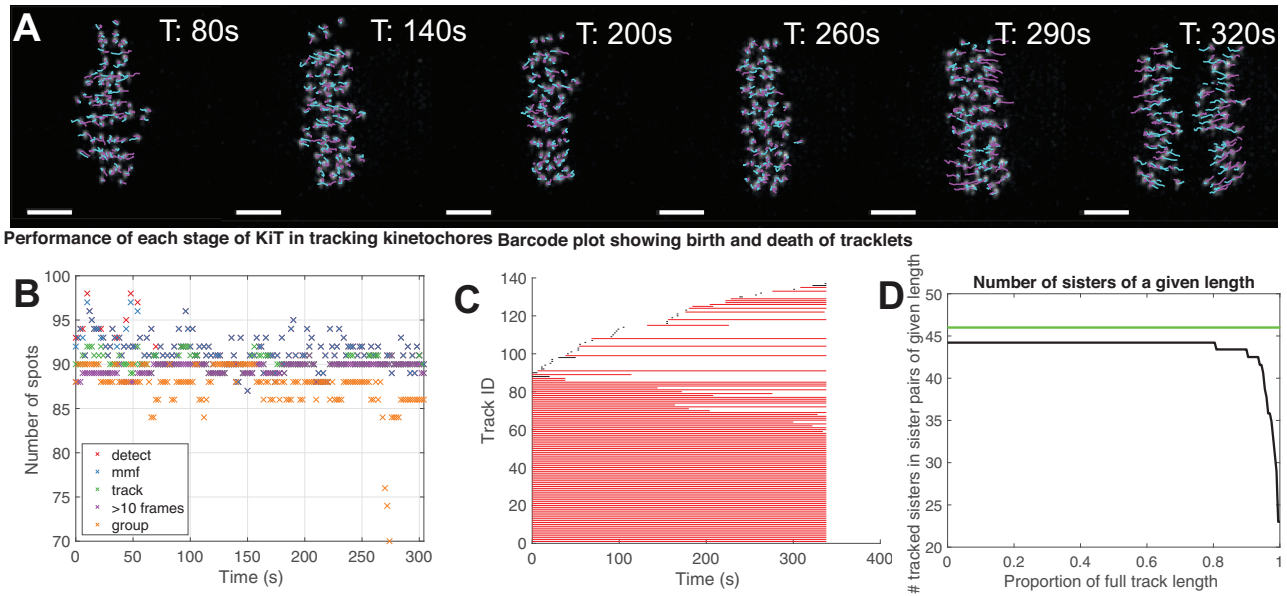 A
T: 80s
T: 140s
T: 200s
T: 260s
T: 290s
T: 320s
Performance of each stage of KiT in tracking kinetochores
Barcode plot showing birth and death of tracklets
B
100
95
90
85
80
75
70
Number of spots
detect
mmf
track
>10 frames
group
0
50
100
150
200
250
300
Time (s)
C
140
120
100
80
60
40
20
0
Track ID
0
100
200
300
400
Time (s)
D
Number of sisters of a given length
50
45
40
35
30
25
20
# tracked sisters in sister pairs of given length
0
0.2
0.4
0.6
0.8
1
Proportion of full track length